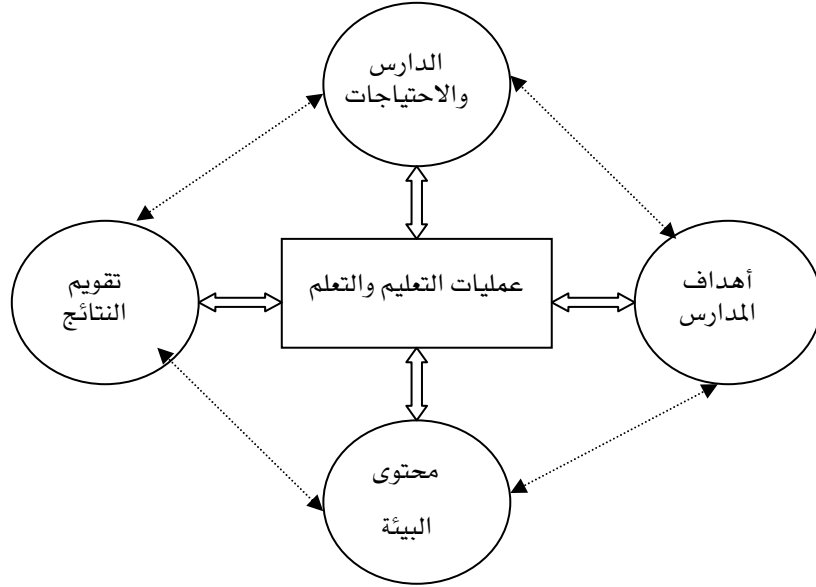 الدارس
والاحتياجات
أهداف
المدارس
عمليات التعليم والتعلم
تقويم
النتائج
محتوى
البيئة